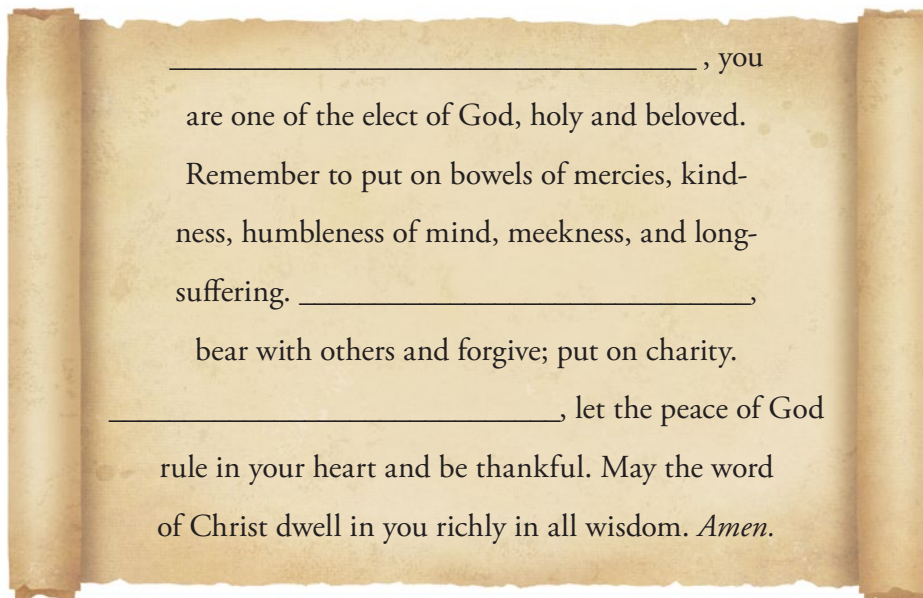 ___________________________________ , you
are one of the elect of God, holy and beloved.
Remember to put on bowels of mercies, kind-
ness, humbleness of mind, meekness, and long-
suffering. ______________________________,
bear with others and forgive; put on charity.
______________________________, let the peace of God
rule in your heart and be thankful. May the word
of Christ dwell in you richly in all wisdom. Amen.